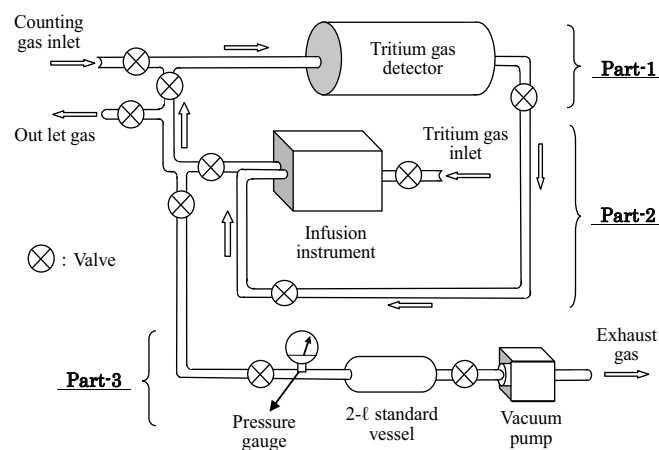 Counting
gas inlet
Tritium gas
detector
Part-1
Out let gas
Tritium gas
inlet
Part-2
Infusion
instrument
: Valve
Exhaust
gas
Part-3
Pressure
gauge
2-ℓ standard
vessel
Vacuum
pump